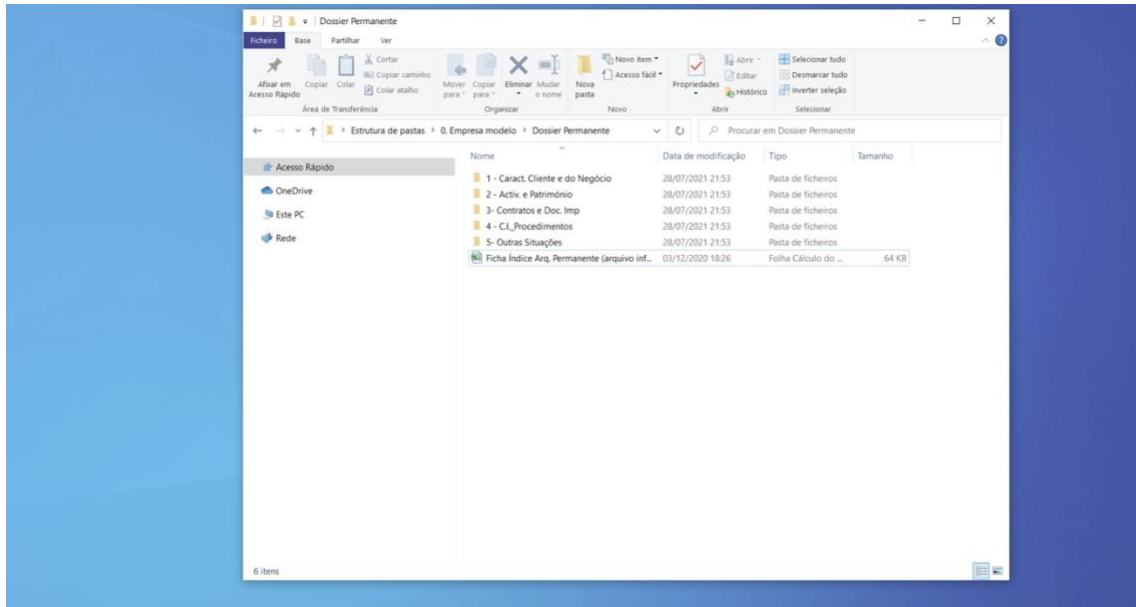 Dossier Permanente
Ficheiro Base Partilhar Ver
Afixar em Acesso Rápido
Copiar
Colar
Cortar
Copiar caminho
Colar atalho
Área de Transferência
Mover para
Copiar para
Eliminar
Mudar o nome
Organizar
Nova pasta
Novo item
Acesso fácil
Novo
Propriedades
Abrir
Editar
Histórico
Abrir
Selecionar tudo
Desmarcar tudo
Inverter seleção
Selecionar
Estrutura de pastas > 0. Empresa modelo > Dossier Permanente
Procurar em Dossier Permanente
Acesso Rápido
OneDrive
Este PC
Rede
Nome Data de modificação Tipo Tamanho
1 - Caract. Cliente e do Negócio 28/07/2021 21:53 Pasta de ficheiros
2 - Activ. e Património 28/07/2021 21:53 Pasta de ficheiros
3- Contratos e Doc. Imp 28/07/2021 21:53 Pasta de ficheiros
4 - C.I._Procedimentos 28/07/2021 21:53 Pasta de ficheiros
5- Outras Situações 28/07/2021 21:53 Pasta de ficheiros
Ficha Índice Arq. Permanente (arquivo inf... 03/12/2020 18:26 Folha Cálculo do ... 64 KB
6 itens